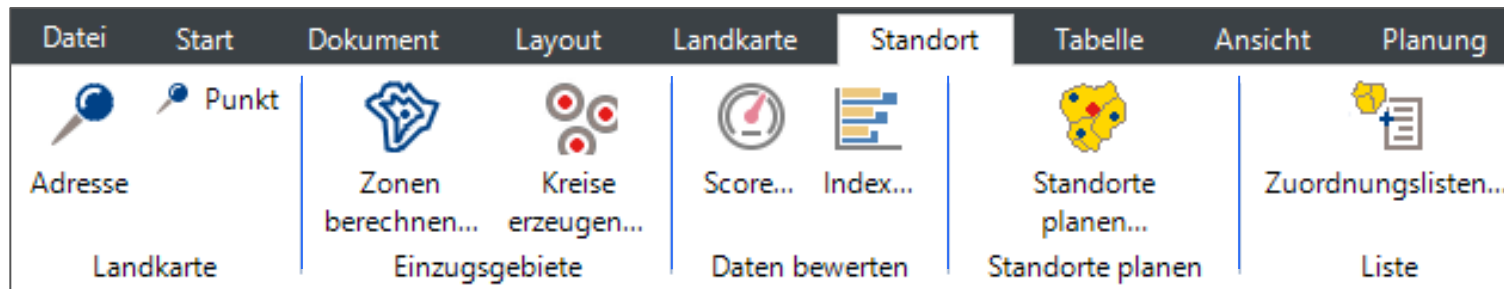 Datei Start Dokument Layout Landkarte Standort Tabelle Ansicht Planung
Punkt
Adresse Zonen berechnen... Kreise erzeugen... Score... Index... Standorte planen... Zuordnungslisten...
Landkarte Einzugsgebiete Daten bewerten Standorte planen Liste